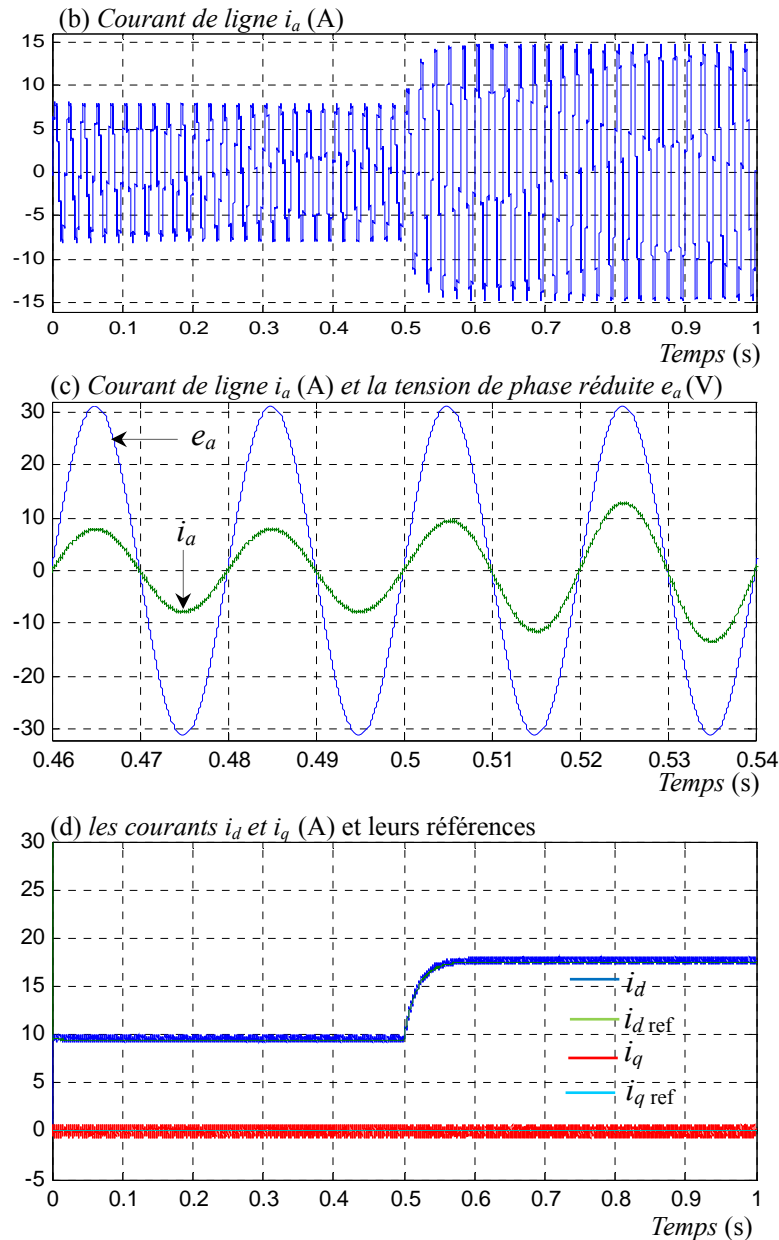 (b) Courant de ligne ia (A)
15
10
5
0
-5
-10
-15
0 0.1 0.2 0.3 0.4 0.5 0.6 0.7 0.8 0.9 1
Temps (s)
(c) Courant de ligne ia (A) et la tension de phase réduite ea (V)
30
20
10
0
-10
-20
-30
ea
ia
0.46 0.47 0.48 0.49 0.5 0.51 0.52 0.53 0.54
Temps (s)
(d) les courants id et iq (A) et leurs références
30
25
20
15
10
5
0
-5
id
id ref
iq
iq ref
0 0.1 0.2 0.3 0.4 0.5 0.6 0.7 0.8 0.9 1
Temps (s)